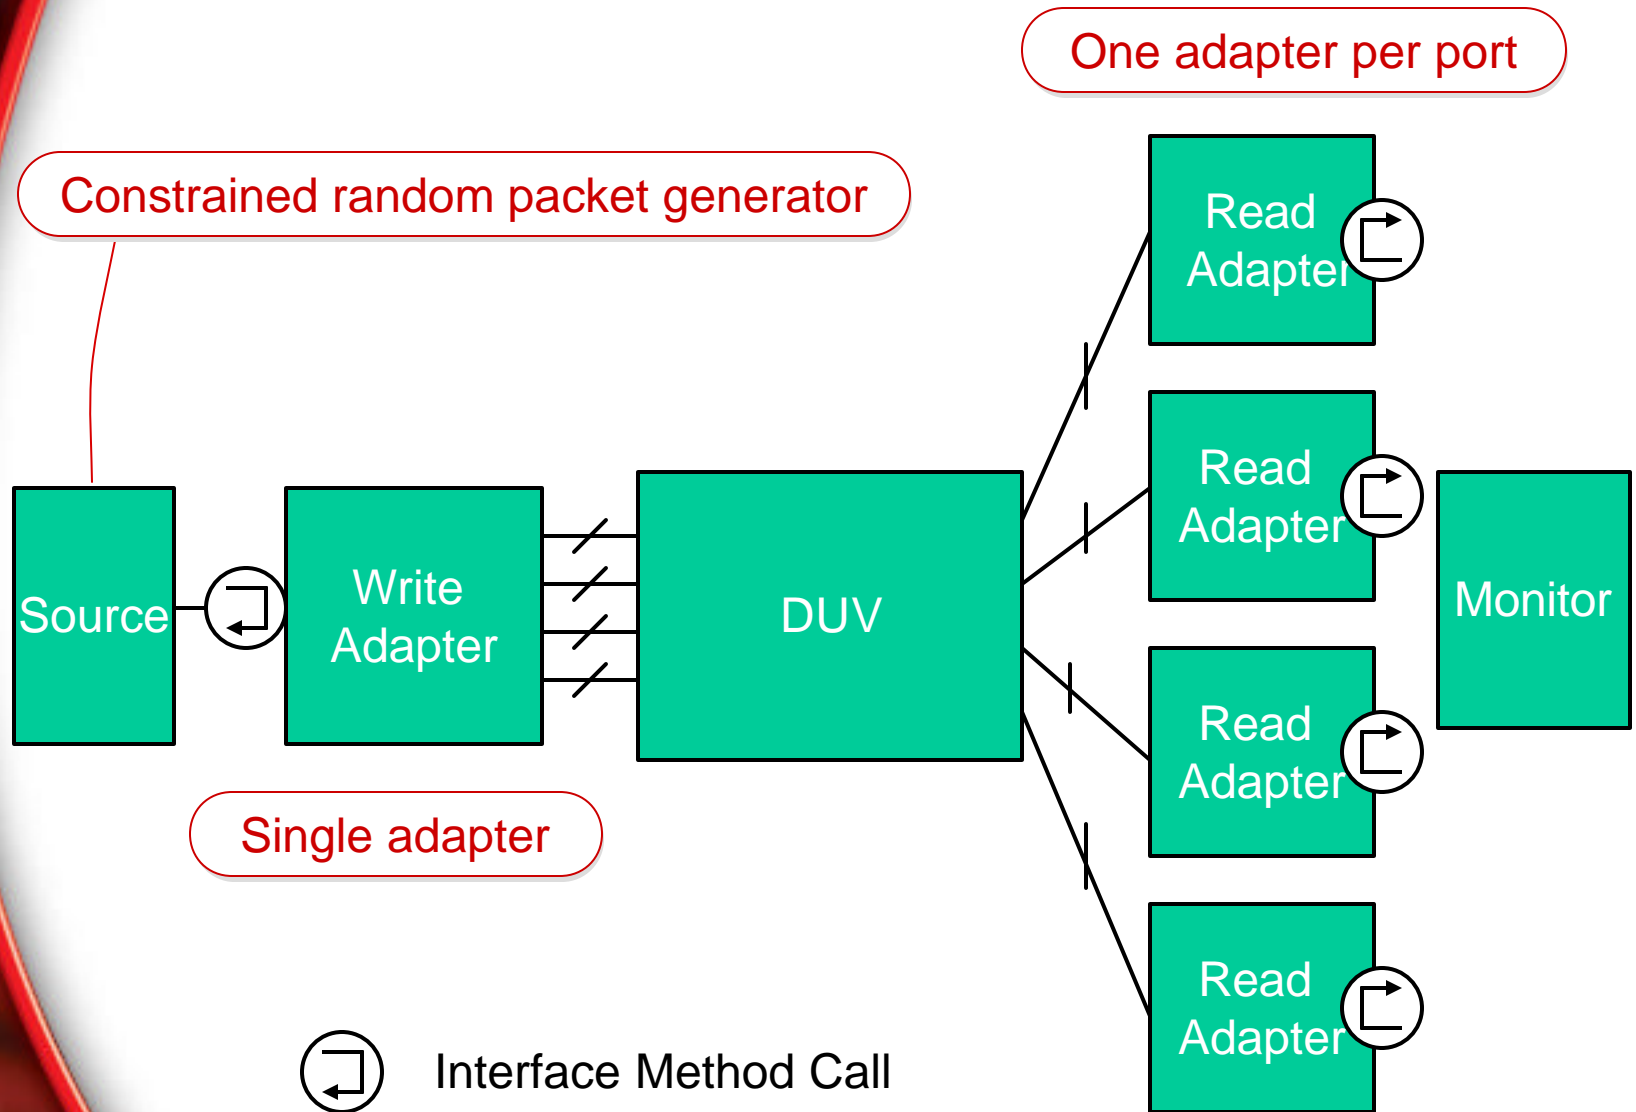 One adapter per port
Constrained random packet generator
Read
Adapter
Read
Adapter
Source
Write
Adapter
DUV
Monitor
Read
Adapter
Single adapter
Read
Adapter
Interface Method Call